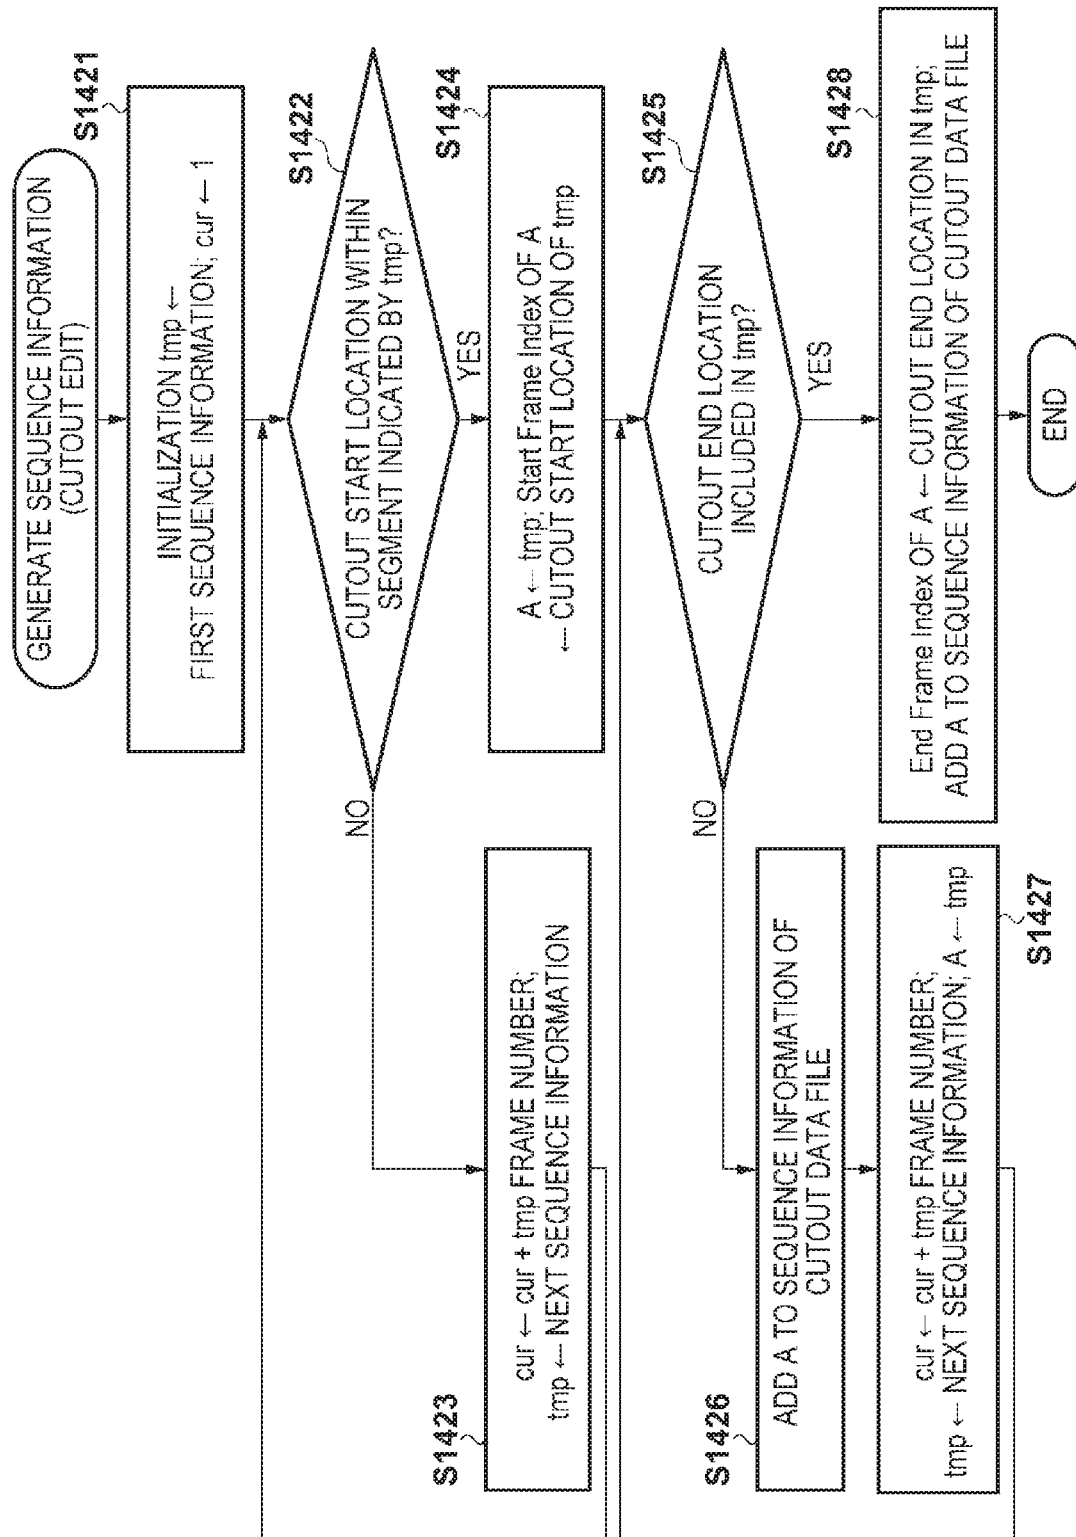 GENERATE SEQUENCE INFORMATION
(CUTOUT EDIT)
S1421
INITIALIZATION tmp ←
FIRST SEQUENCE INFORMATION; cur ← 1
S1422
CUTOUT START LOCATION WITHIN
SEGMENT INDICATED BY tmp?
NO
YES
S1423
cur ← cur + tmp FRAME NUMBER;
tmp ← NEXT SEQUENCE INFORMATION
S1424
A ← tmp; Start Frame Index OF A
← CUTOUT START LOCATION OF tmp
S1425
CUTOUT END LOCATION
INCLUDED IN tmp?
NO
YES
S1426
ADD A TO SEQUENCE INFORMATION OF
CUTOUT DATA FILE
cur ← cur + tmp FRAME NUMBER;
tmp ← NEXT SEQUENCE INFORMATION; A ← tmp
S1427
S1428
End Frame Index OF A ← CUTOUT END LOCATION IN tmp;
ADD A TO SEQUENCE INFORMATION OF CUTOUT DATA FILE
END